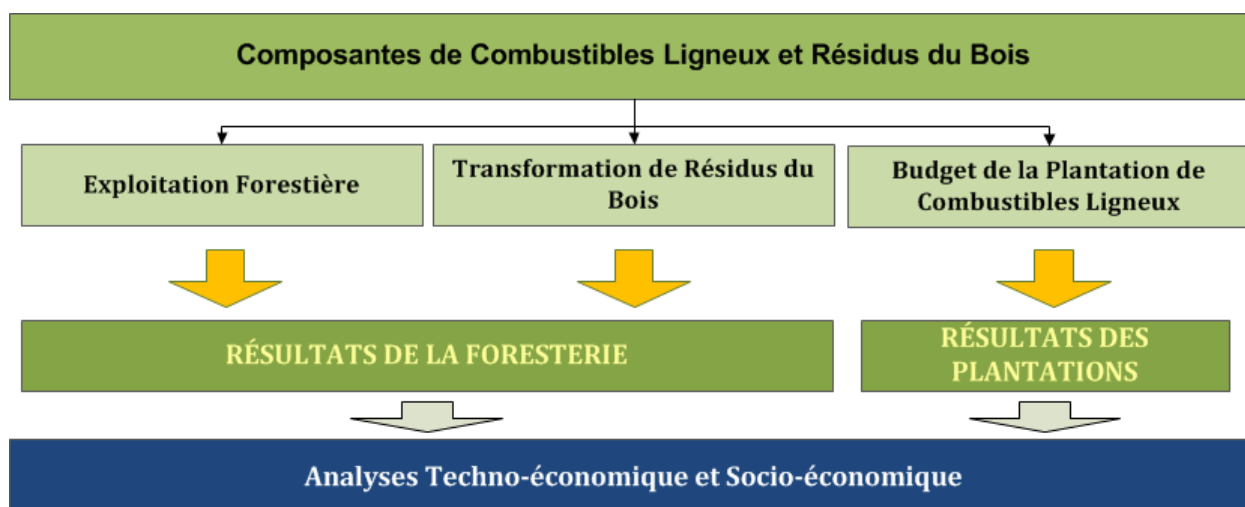 Composantes de Combustibles Ligneux et Résidus du Bois
Exploitation Forestière
Transformation de Résidus du
Bois
Budget de la Plantation de
Combustibles Ligneux
RÉSULTATS DE LA FORESTERIE
RÉSULTATS DES
PLANTATIONS
Analyses Techno-économique et Socio-économique